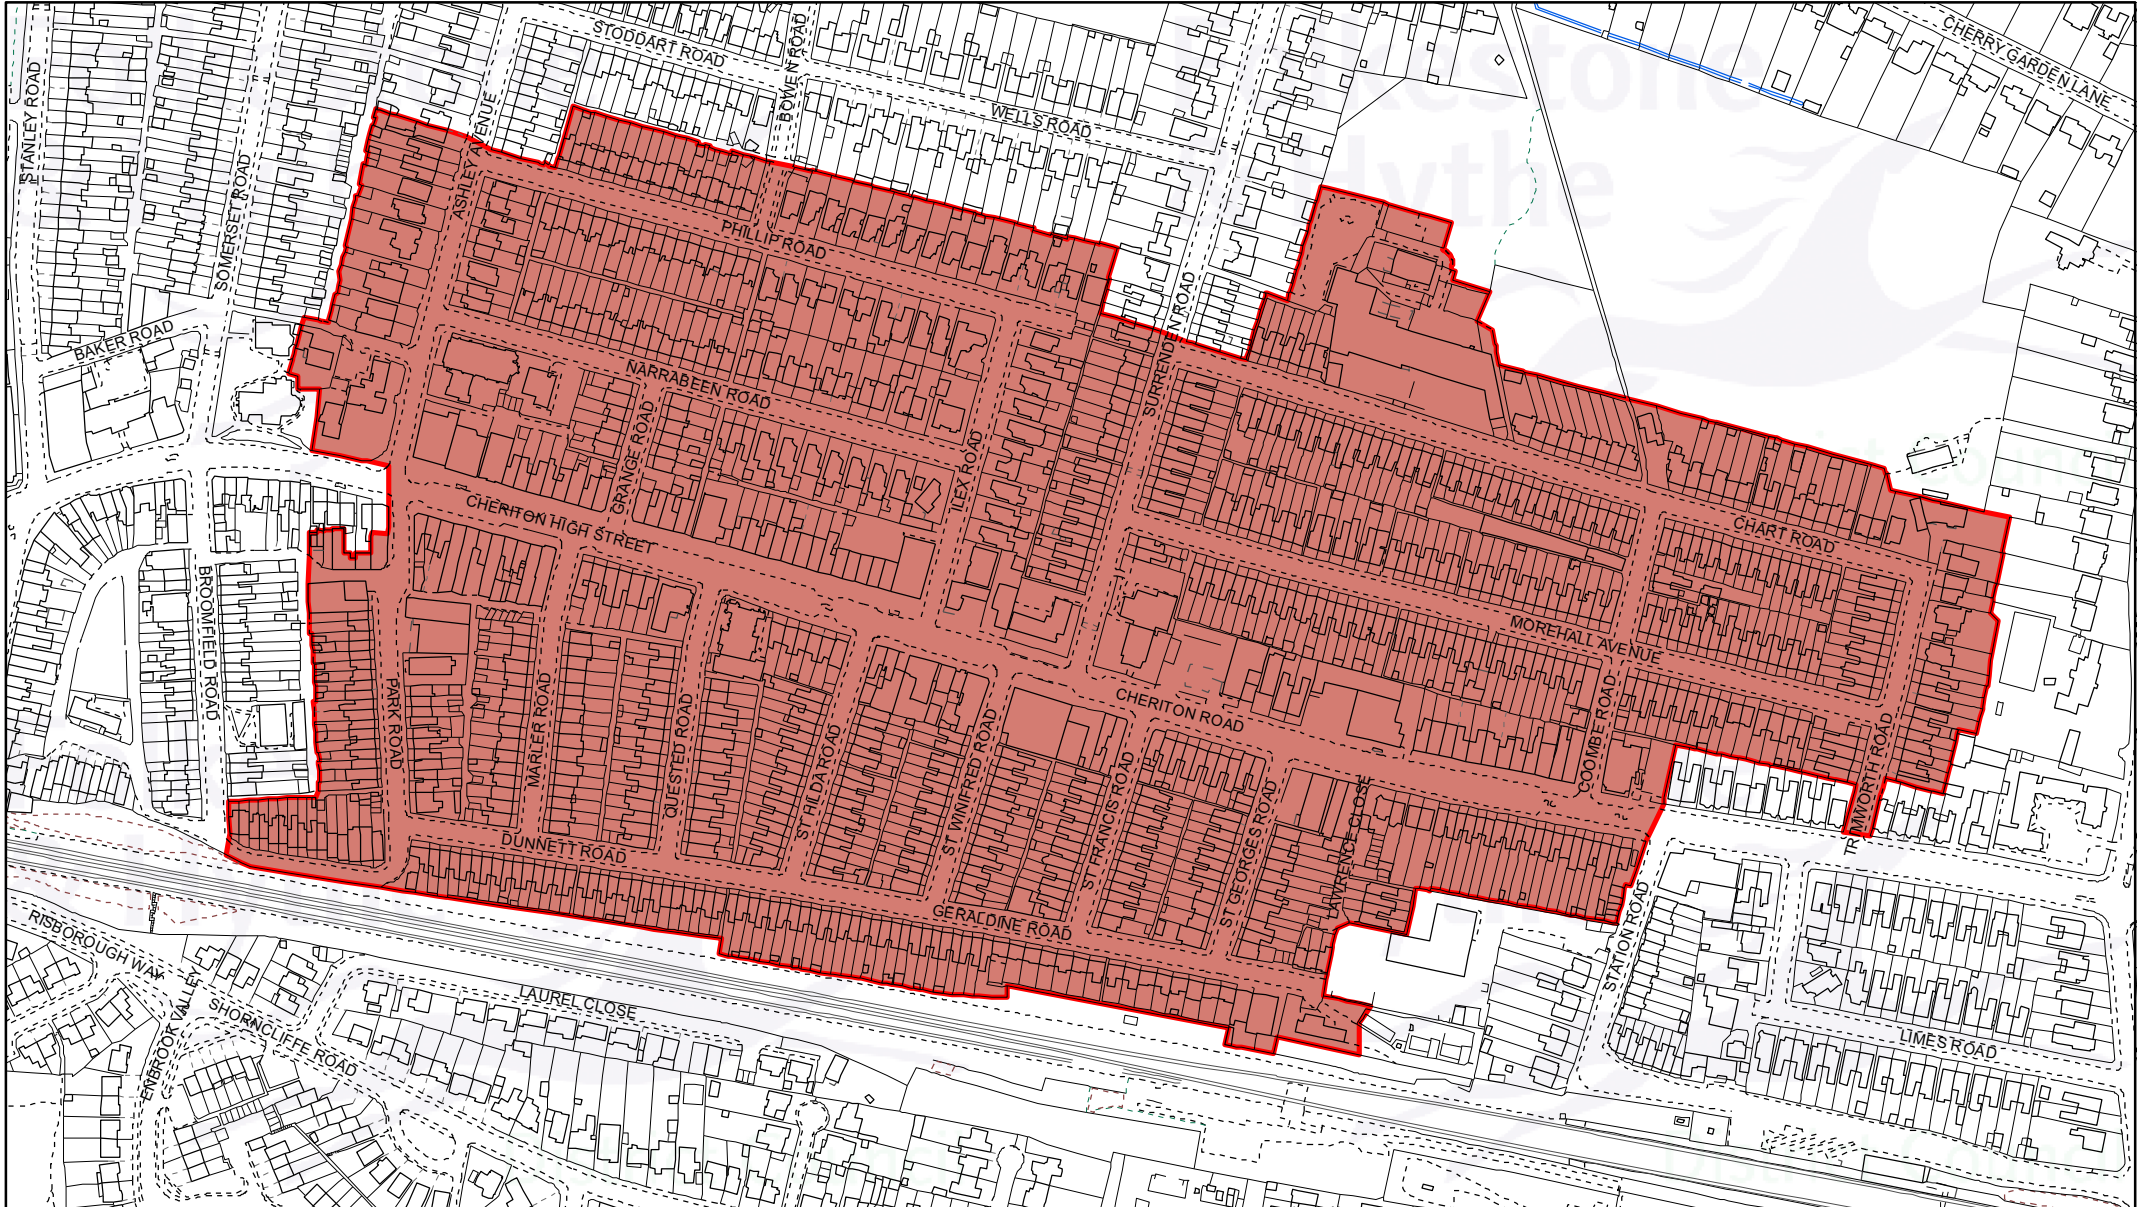 STODDART ROAD
BOWEN ROAD
CHERRY GARDEN LANE
STANLEY ROAD
WELLS ROAD
ASHLEY AVENUE
SOMERSET ROAD
PHILLIP ROAD
SURRENDEN ROAD
BAKER ROAD
NARRABEEN ROAD
GRANGE ROAD
ILEX ROAD
CHERITON HIGH STREET
CHART ROAD
BROOMFIELD ROAD
MOREHALL AVENUE
PARK ROAD
MARLER ROAD
QUESTED ROAD
ST HILDA ROAD
ST WINIFRED ROAD
CHERITON ROAD
COOMBE ROAD
TRIMWORTH ROAD
ST FRANCIS ROAD
ST GEORGES ROAD
LAWRENCE CLOSE
DUNNETT ROAD
GERALDINE ROAD
STATION ROAD
RISBOROUGH WAY
ENBROOK VALLEY
SHORNCLIFFE ROAD
LAUREL CLOSE
LIMES ROAD
Folkestone
Hythe